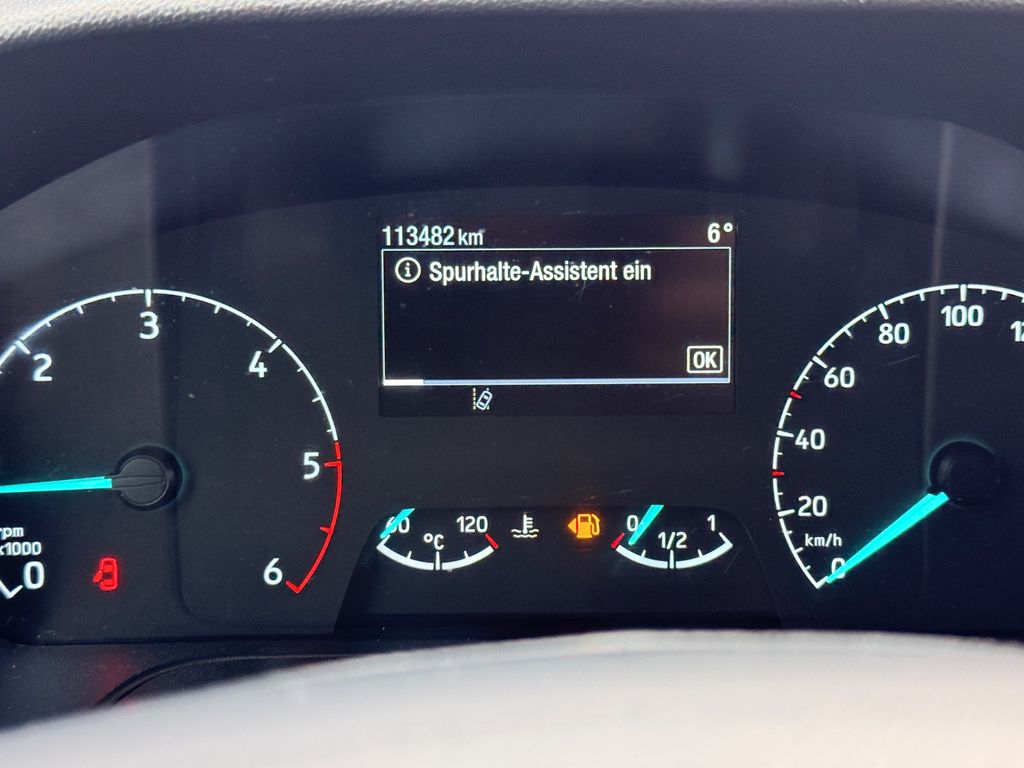 113482 km 6°
Spurhalte-Assistent ein
OK
2 3 4 5 6
rpm
x1000
0
60 120
°C
0 1/2 1
0 20 40 60 80 100
km/h